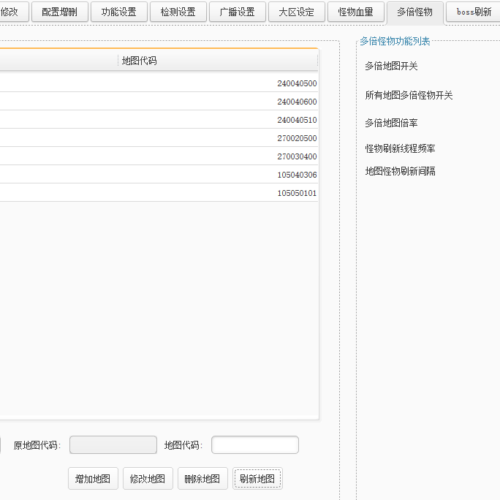 修改 配置增删 功能设置 检测设置 广播设置 大区设定 怪物血量 多倍怪物 boss刷新
地图代码
240040500
240040600
240040510
270020500
270030400
105040306
105050101
原地图代码: 地图代码:
增加地图 修改地图 删除地图 刷新地图
多倍怪物功能列表
多倍地图开关
所有地图多倍怪物开关
多倍地图倍率
怪物刷新线程频率
地图怪物刷新间隔